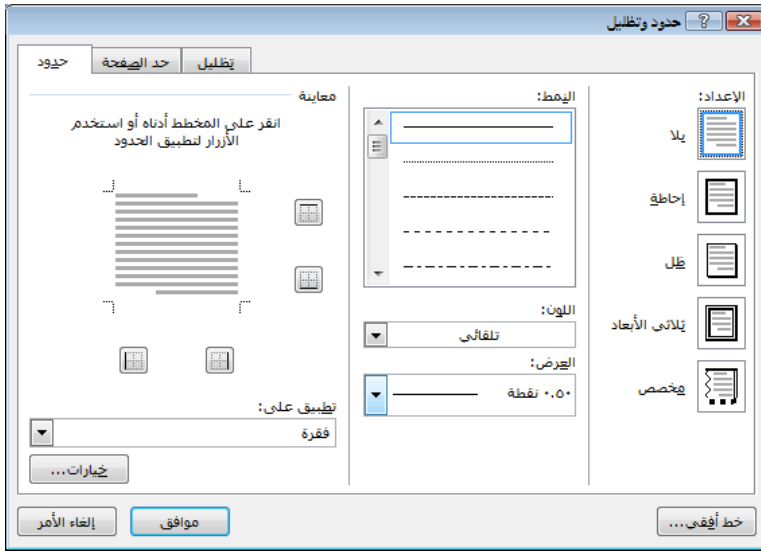 حدود وتظليل
حدود
حد الصفحة
تظليل
الإعداد:
بلا
إحاطة
ظل
ثلاثي الأبعاد
مخصص
النمط:
اللون:
تلقائي
العرض:
٠.٥٠ نقطة
معاينة
انقر على المخطط أدناه أو استخدم
الأزرار لتطبيق الحدود
تطبيق على:
فقرة
خيارات...
خط أفقي...
موافق
إلغاء الأمر